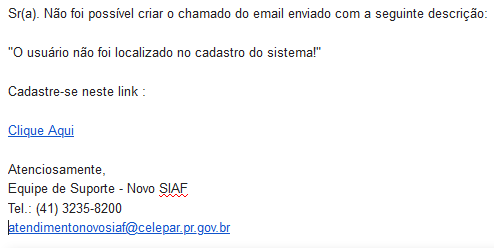 Sr(a). Não foi possível criar o chamado do email enviado com a seguinte descrição:
"O usuário não foi localizado no cadastro do sistema!"
Cadastre-se neste link :
Clique Aqui
Atenciosamente,
Equipe de Suporte - Novo SIAF
Tel.: (41) 3235-8200
atendimentonovosiaf@celepar.pr.gov.br